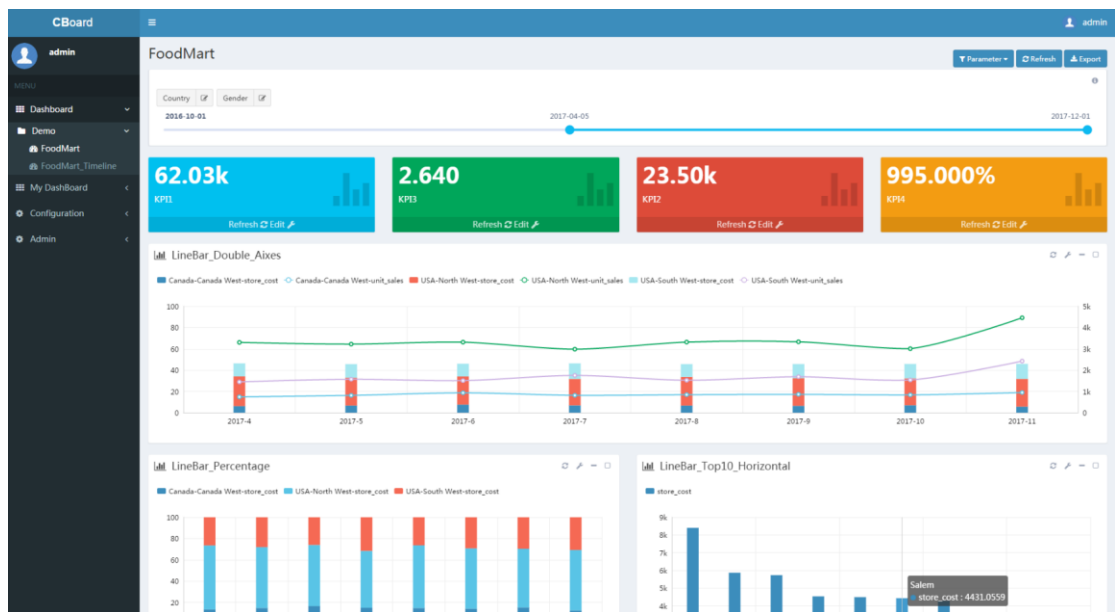 CBoard
admin
admin
MENU
Dashboard
Demo
FoodMart
FoodMart_Timeline
My DashBoard
Configuration
Admin
FoodMart
Parameter Refresh Export
Country Gender
2016-10-01 2017-04-05 2017-12-01
62.03k 2.640 23.50k 995.000%
KPI1 KPI3 KPI2 KPI4
Refresh Edit Refresh Edit Refresh Edit Refresh Edit
LineBar_Double_Aixes
Canada-Canada West-store_cost Canada-Canada West-unit_sales USA-North West-store_cost USA-North West-unit_sales USA-South West-store_cost USA-South West-unit_sales
100 5k
80 4k
60 3k
40 2k
20 1k
0 0
2017-4 2017-5 2017-6 2017-7 2017-8 2017-9 2017-10 2017-11
LineBar_Percentage
Canada-Canada West-store_cost USA-North West-store_cost USA-South West-store_cost
100
80
60
40
20
LineBar_Top10_Horizontal
store_cost
9k
8k
7k
6k
5k
4k
Salem
store_cost : 4431.0559